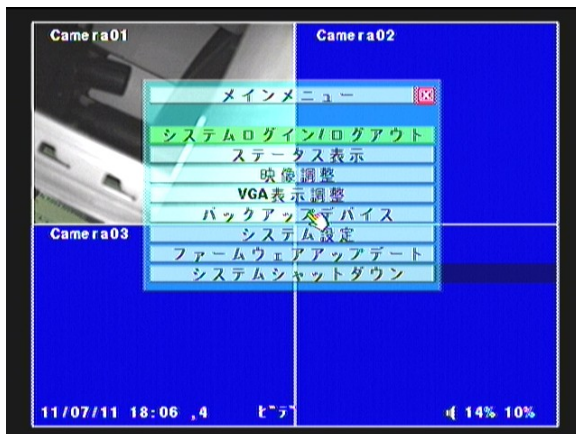 Camera01
Camera02
メインメニュー
システムログイン/ログアウト
ステータス表示
映像調整
VGA表示調整
バックアップデバイス
システム設定
Camera03
ファームウェアアップデート
システムシャットダウン
11/07/11 18:06 ,4 ビデ 14% 10%